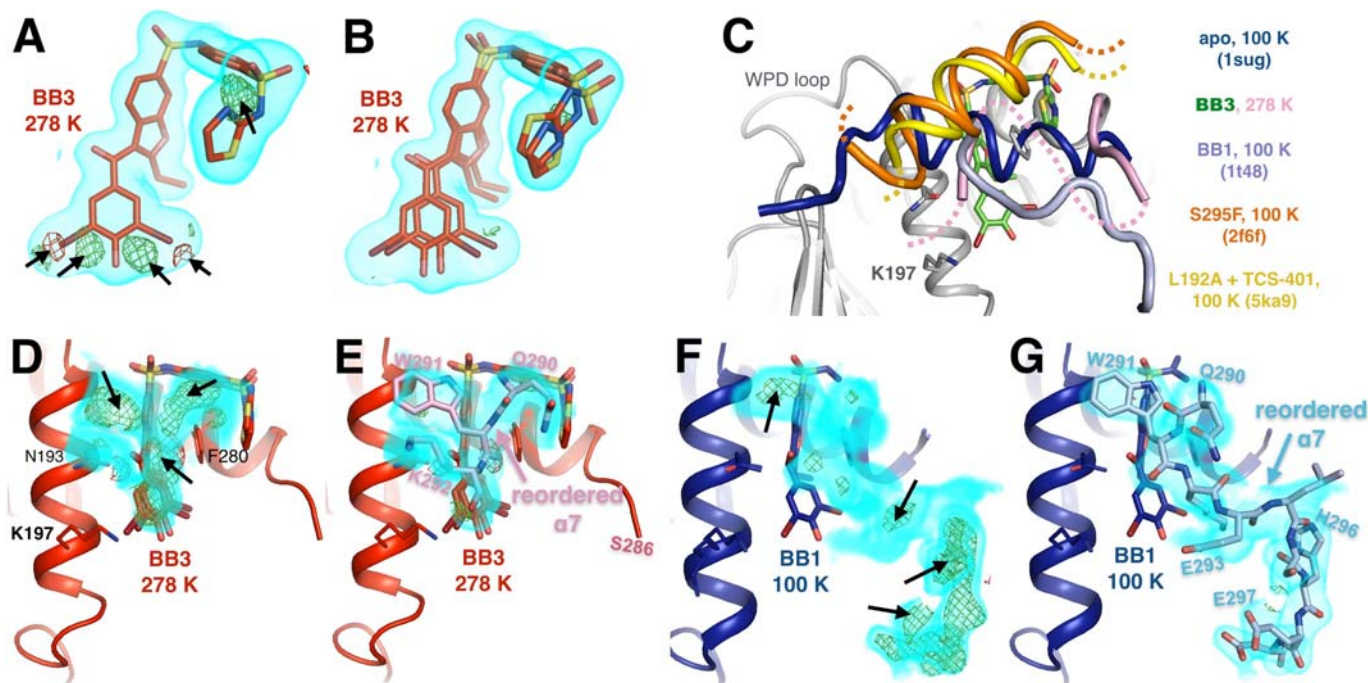 A
BB3
278 K
B
BB3
278 K
C
WPD loop
K197
apo, 100 K
(1sug)
BB3, 278 K
BB1, 100 K
(1t48)
S295F, 100 K
(2f6f)
L192A + TCS-401,
100 K (5ka9)
D
N193
F280
K197
BB3
278 K
E
W291
Q290
K292
reordered
α7
S286
BB3
278 K
F
BB1
100 K
G
W291
Q290
reordered
α7
H296
E293
BB1
100 K
E297